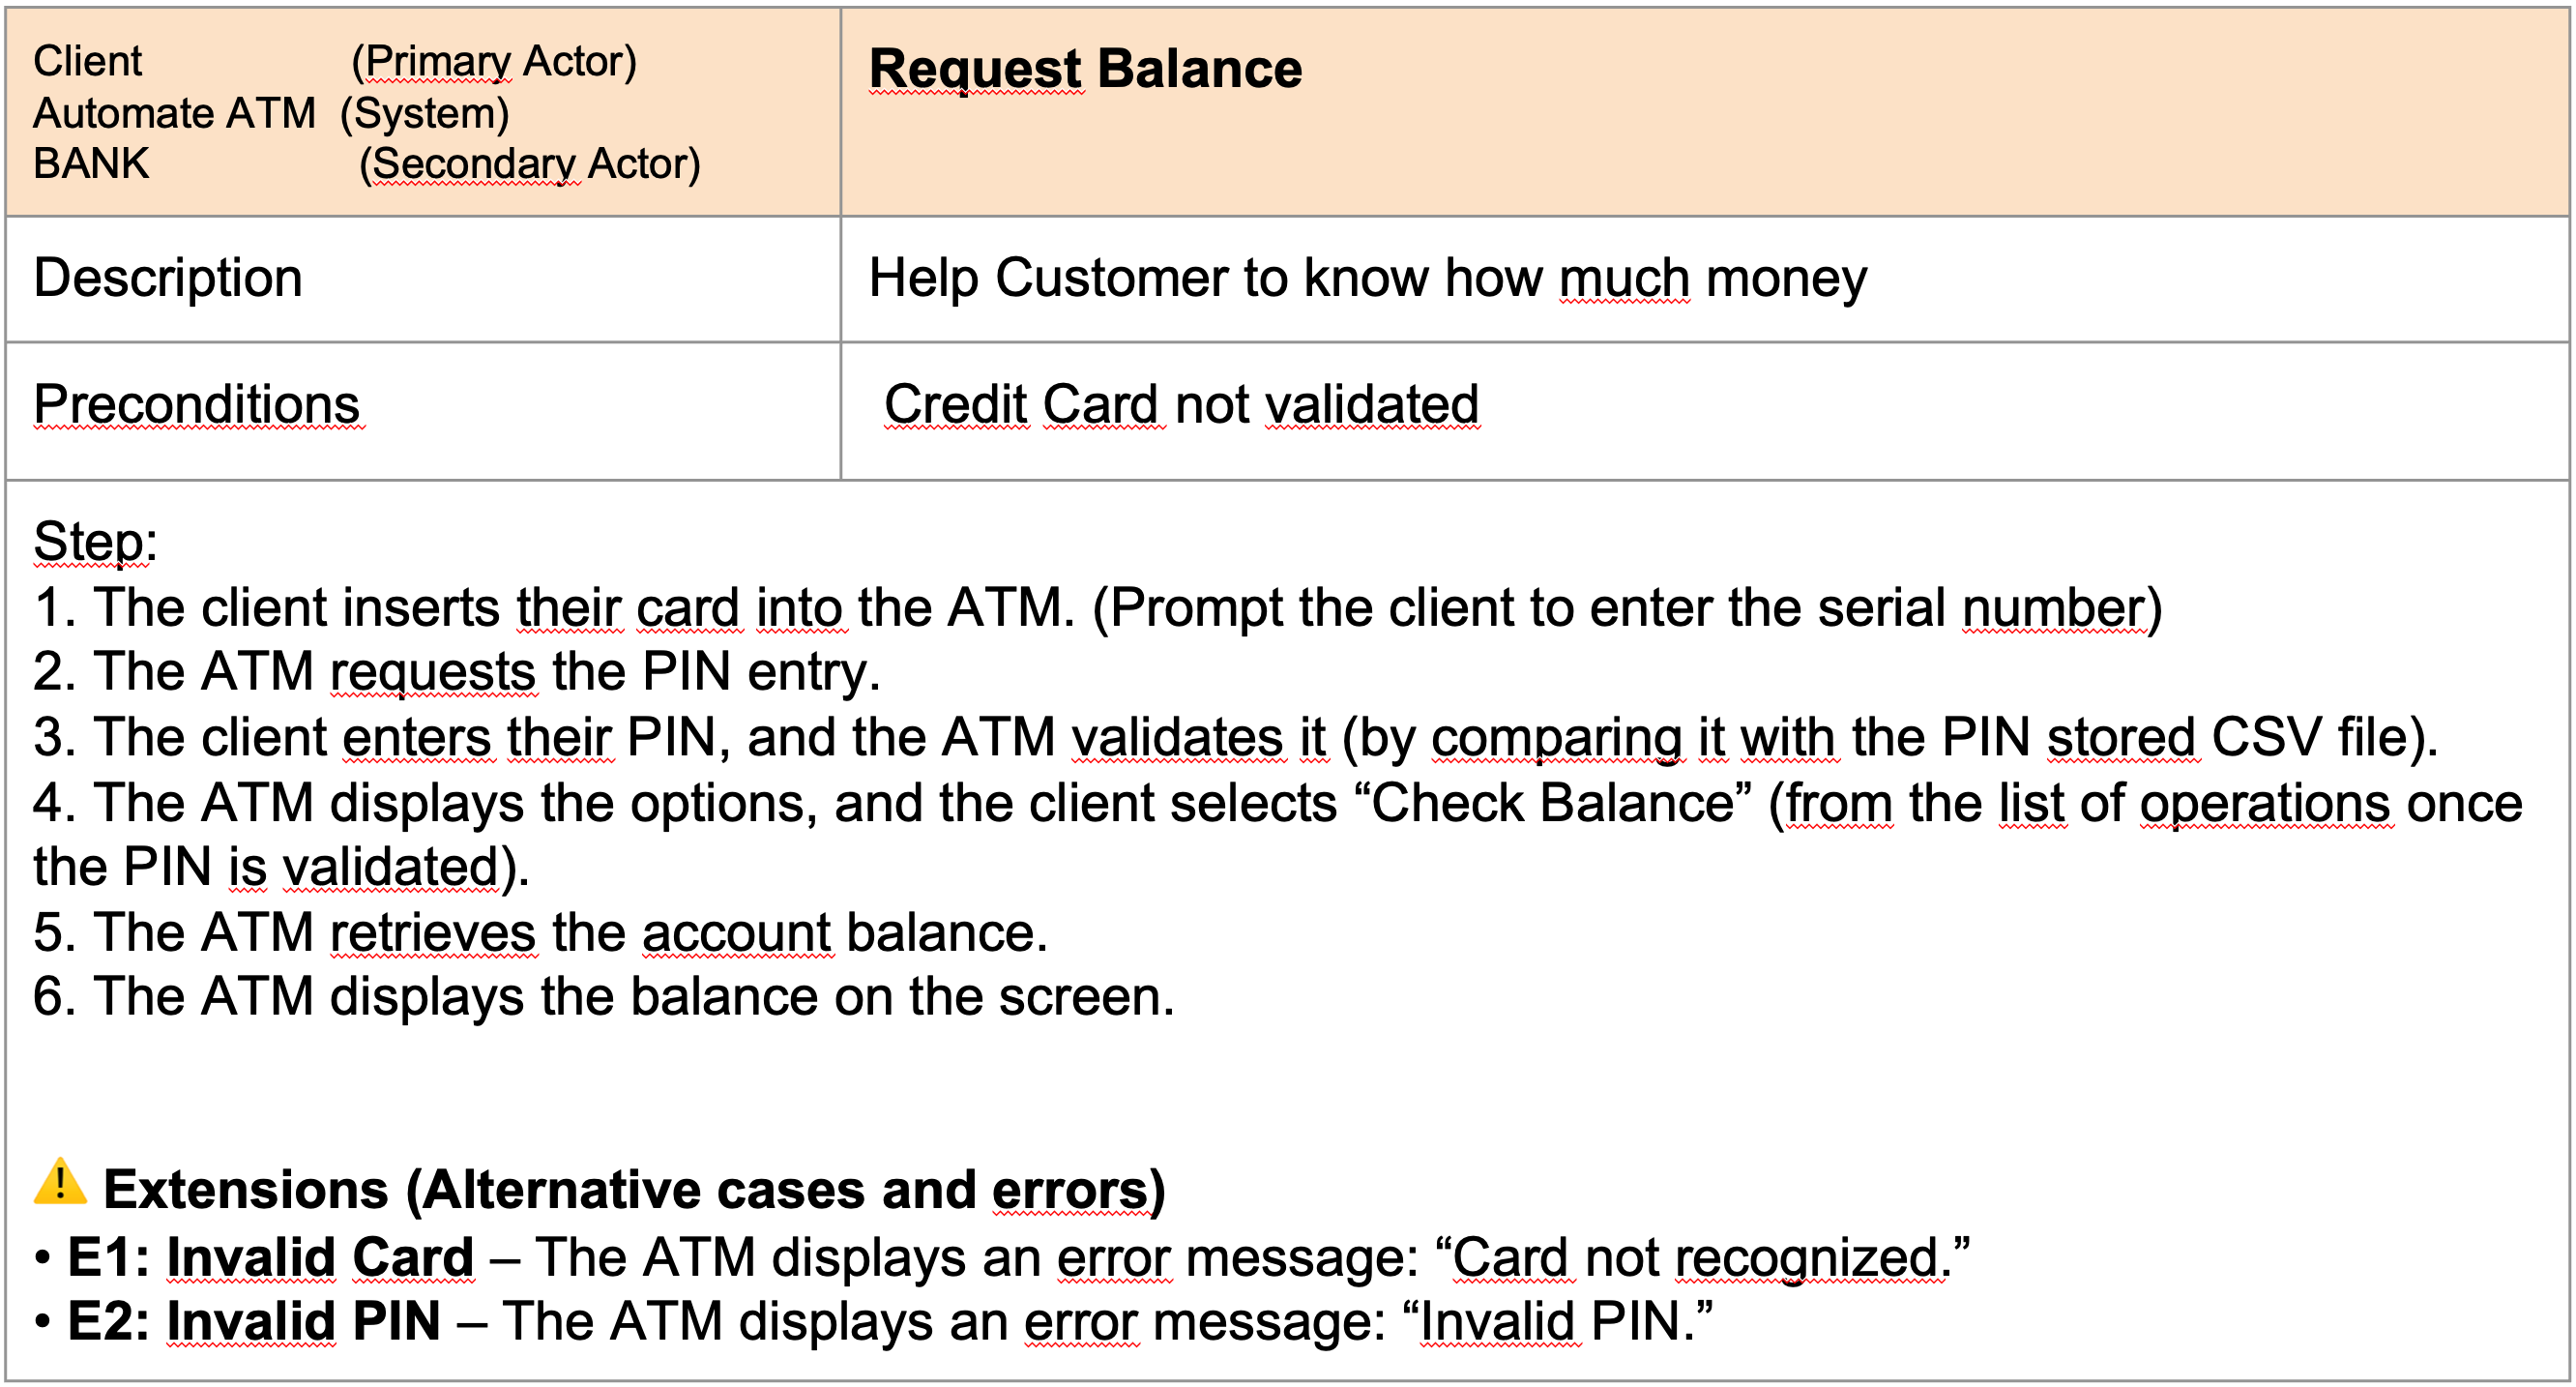 Client (Primary Actor)
Automate ATM (System)
BANK (Secondary Actor)
Request Balance
Description
Help Customer to know how much money
Preconditions
Credit Card not validated
Step:
1. The client inserts their card into the ATM. (Prompt the client to enter the serial number)
2. The ATM requests the PIN entry.
3. The client enters their PIN, and the ATM validates it (by comparing it with the PIN stored CSV file).
4. The ATM displays the options, and the client selects “Check Balance” (from the list of operations once
the PIN is validated).
5. The ATM retrieves the account balance.
6. The ATM displays the balance on the screen.
⚠️ Extensions (Alternative cases and errors)
• E1: Invalid Card – The ATM displays an error message: “Card not recognized.”
• E2: Invalid PIN – The ATM displays an error message: “Invalid PIN.”